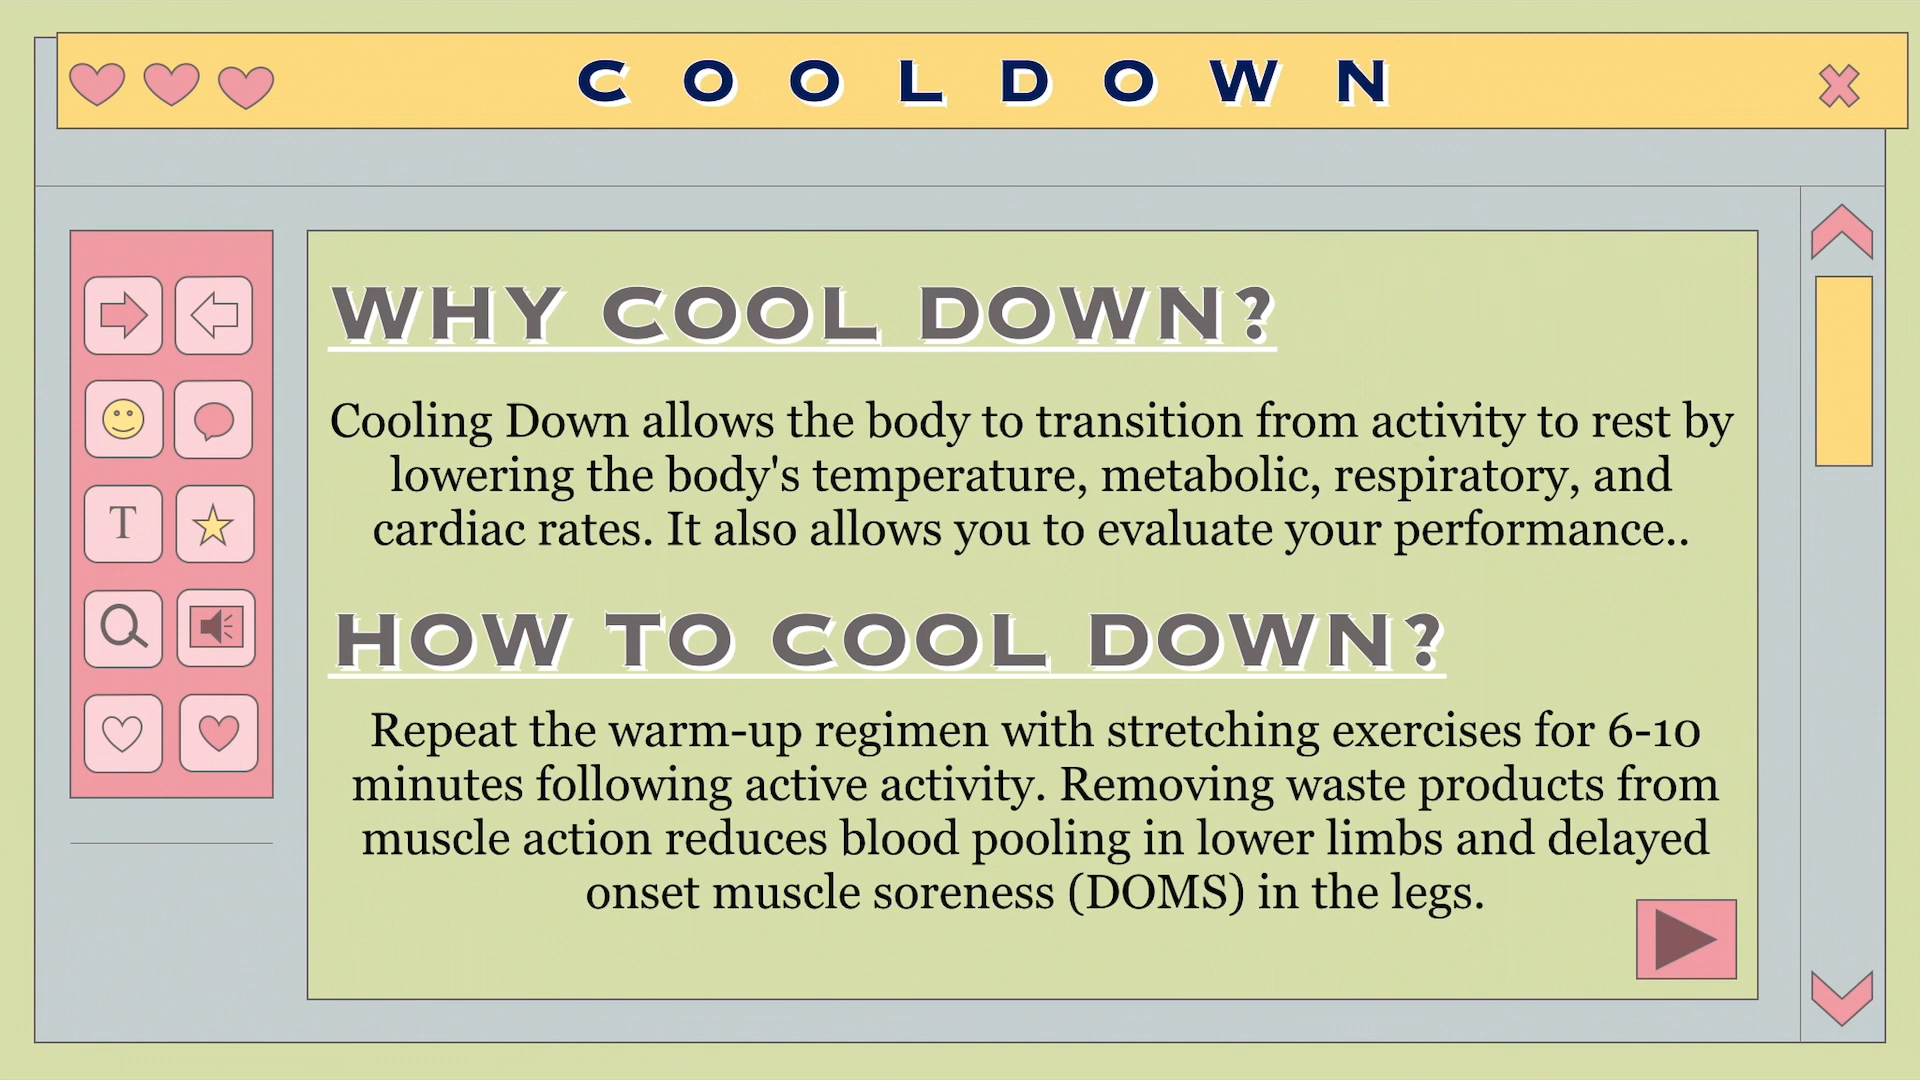 COOLDOWN
WHY COOL DOWN?
Cooling Down allows the body to transition from activity to rest by
lowering the body's temperature, metabolic, respiratory, and
cardiac rates. It also allows you to evaluate your performance..
T
HOW TO COOL DOWN?
Repeat the warm-up regimen with stretching exercises for 6-10
minutes following active activity. Removing waste products from
muscle action reduces blood pooling in lower limbs and delayed
onset muscle soreness (DOMS) in the legs.